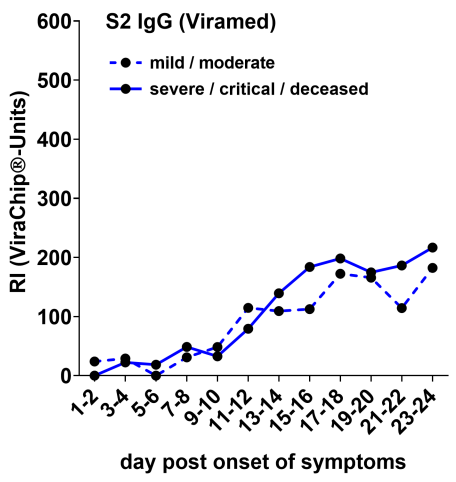 S2 IgG (Viramed)
mild / moderate
severe / critical / deceased
RI (ViraChip®-Units)
600
500
400
300
200
100
0
1-2 3-4 5-6 7-8 9-10 11-12 13-14 15-16 17-18 19-20 21-22 23-24
day post onset of symptoms